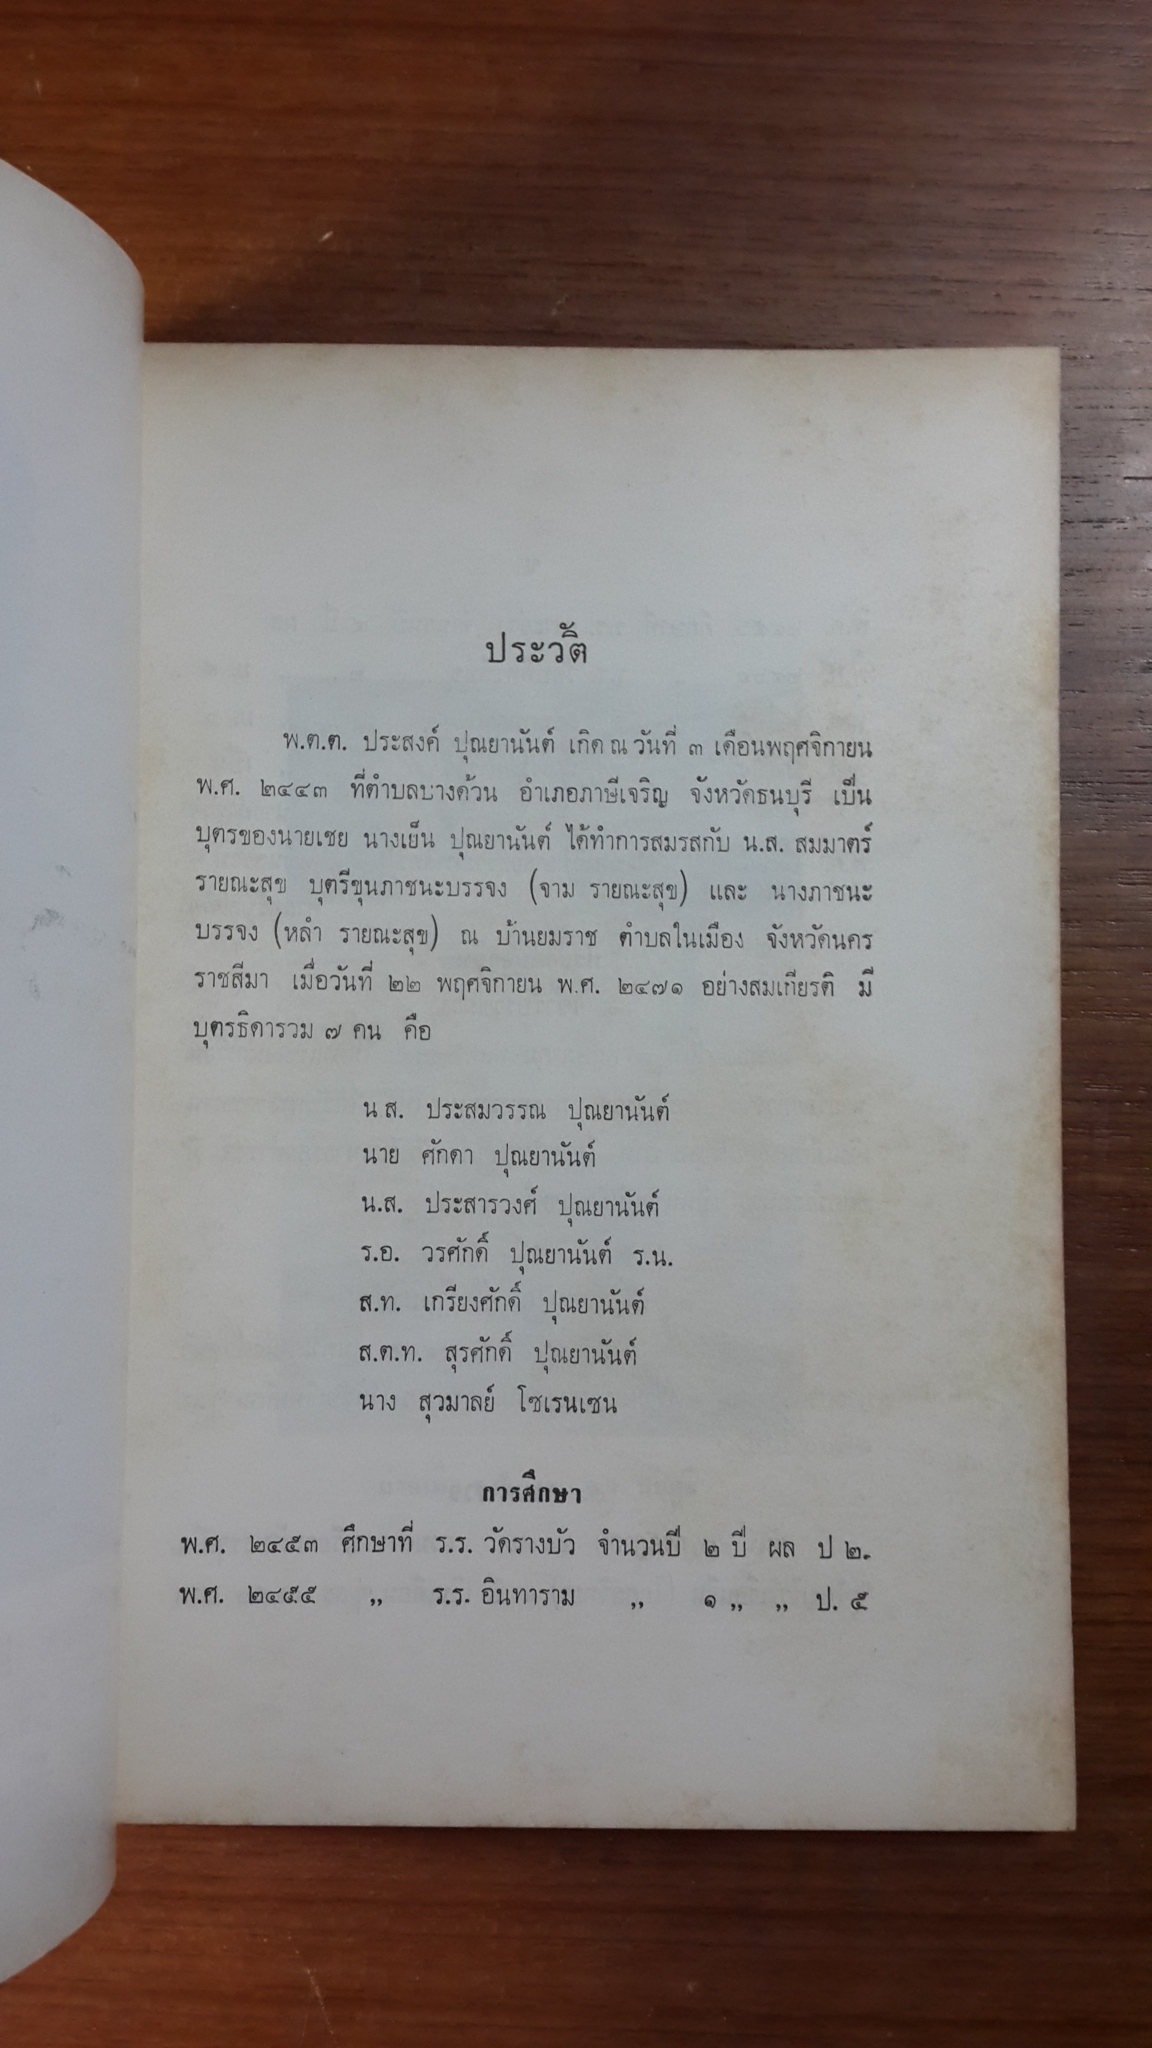 ประวัติ
พ.ต.ต. ประสงค์ ปุณยานันต์ เกิด ณ วันที่ ๓ เดือนพฤศจิกายน
พ.ศ. ๒๔๔๓ ที่ตำบลบางด้วน อำเภอภาษีเจริญ จังหวัดธนบุรี เป็น
บุตรของนายเชย นางเย็น ปุณยานันต์ ได้ทำการสมรสกับ น.ส. สมมาตร์
รายณะสุข บุตรีขุนภาชนะบรรจง (จาม รายณะสุข) และ นางภาชนะ
บรรจง (หลำ รายณะสุข) ณ บ้านยมราช ตำบลในเมือง จังหวัดนคร
ราชสีมา เมื่อวันที่ ๒๒ พฤศจิกายน พ.ศ. ๒๔๗๑ อย่างสมเกียรติ มี
บุตรธิดารวม ๗ คน คือ
น.ส. ประสมวรรณ ปุณยานันต์
นาย ศักดา ปุณยานันต์
น.ส. ประสารวงศ์ ปุณยานันต์
ร.อ. วรศักดิ์ ปุณยานันต์ ร.น.
ส.ท. เกรียงศักดิ์ ปุณยานันต์
ส.ต.ท. สุรศักดิ์ ปุณยานันต์
นาง สุวมาลย์ โซเรนเซน
การศึกษา
พ.ศ. ๒๔๕๓ ศึกษาที่ ร.ร. วัดรางบัว จำนวนปี ๒ ปี ผล ป ๒.
พ.ศ. ๒๔๕๕ ,, ร.ร. อินทาราม ,, ๑ ,, ,, ป. ๕